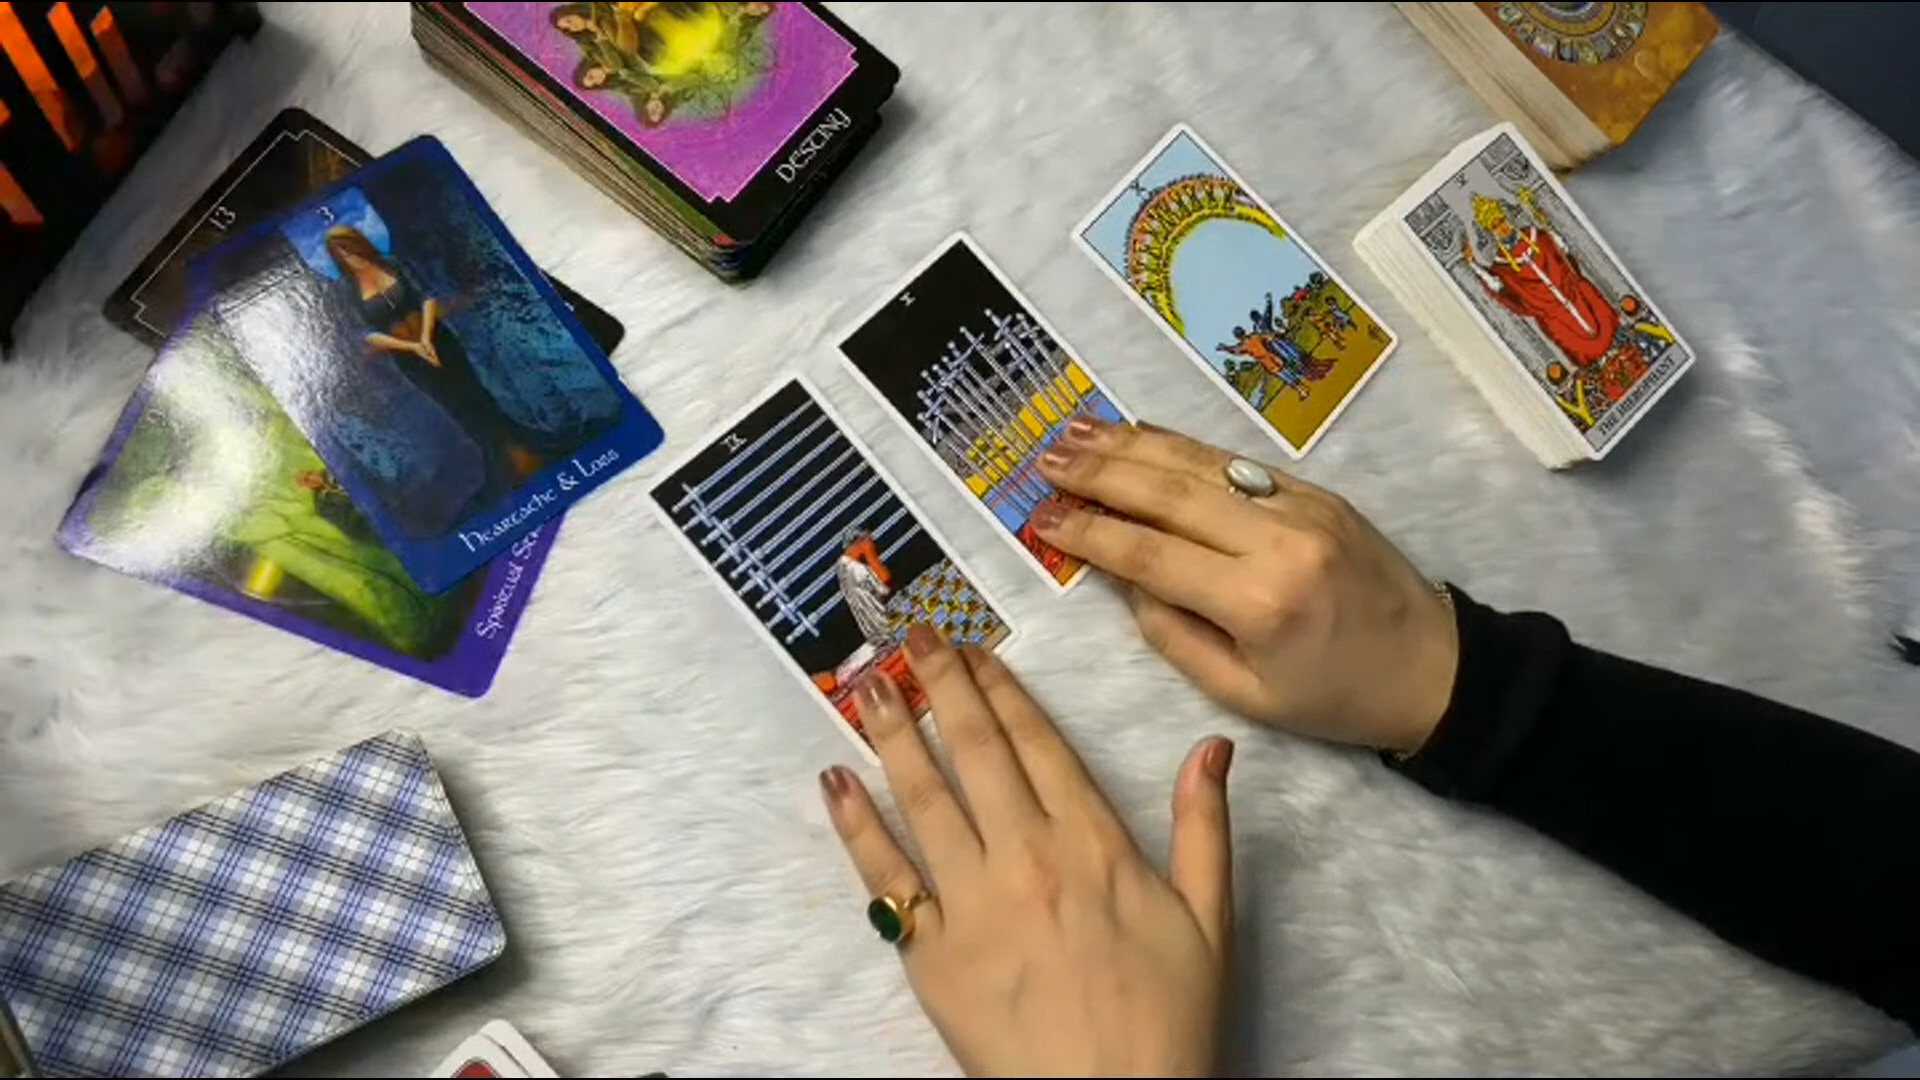 DESTINY
13
3
Heartache & Loss
Spiritual
IX
X
X
V
THE HIEROPHANT